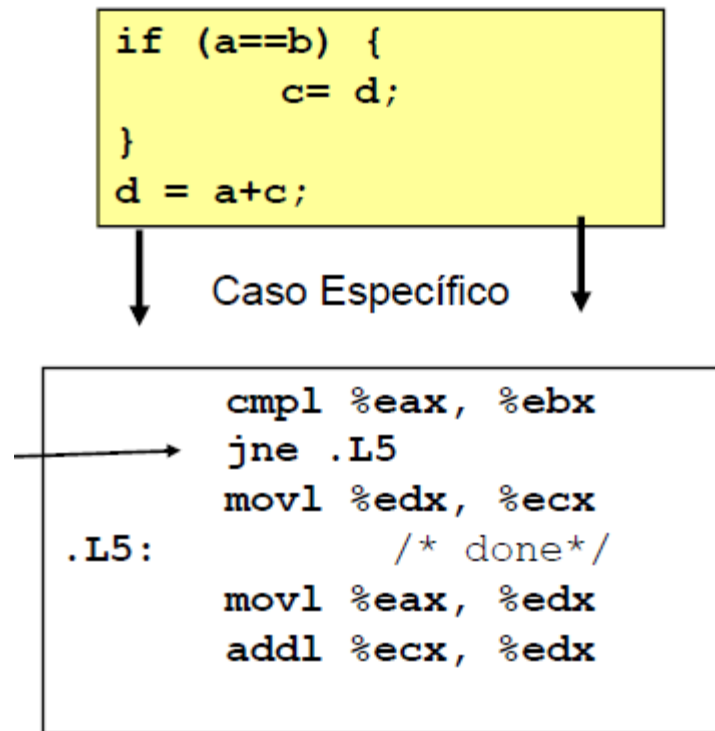 if (a==b) {
c= d;
}
d = a+c;
Caso Específico
cmpl %eax, %ebx
jne .L5
movl %edx, %ecx
.L5: /* done*/
movl %eax, %edx
addl %ecx, %edx